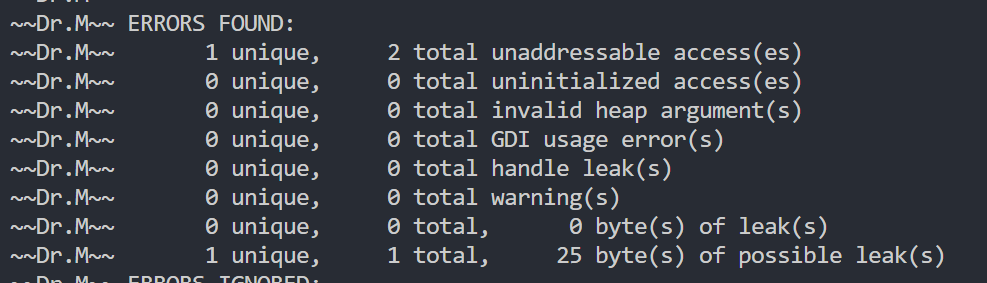 ~~Dr.M~~ ERRORS FOUND:
~~Dr.M~~       1 unique,     2 total unaddressable access(es)
~~Dr.M~~       0 unique,     0 total uninitialized access(es)
~~Dr.M~~       0 unique,     0 total invalid heap argument(s)
~~Dr.M~~       0 unique,     0 total GDI usage error(s)
~~Dr.M~~       0 unique,     0 total handle leak(s)
~~Dr.M~~       0 unique,     0 total warning(s)
~~Dr.M~~       0 unique,     0 total,      0 byte(s) of leak(s)
~~Dr.M~~       1 unique,     1 total,     25 byte(s) of possible leak(s)
~~Dr.M~~ ERRORS IGNORED: